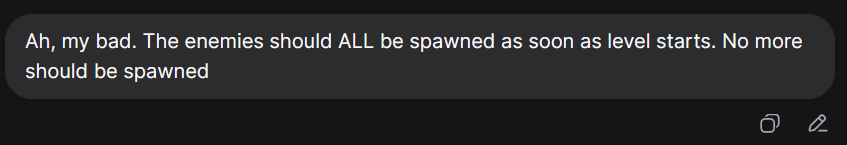 Ah, my bad. The enemies should ALL be spawned as soon as level starts. No more
should be spawned